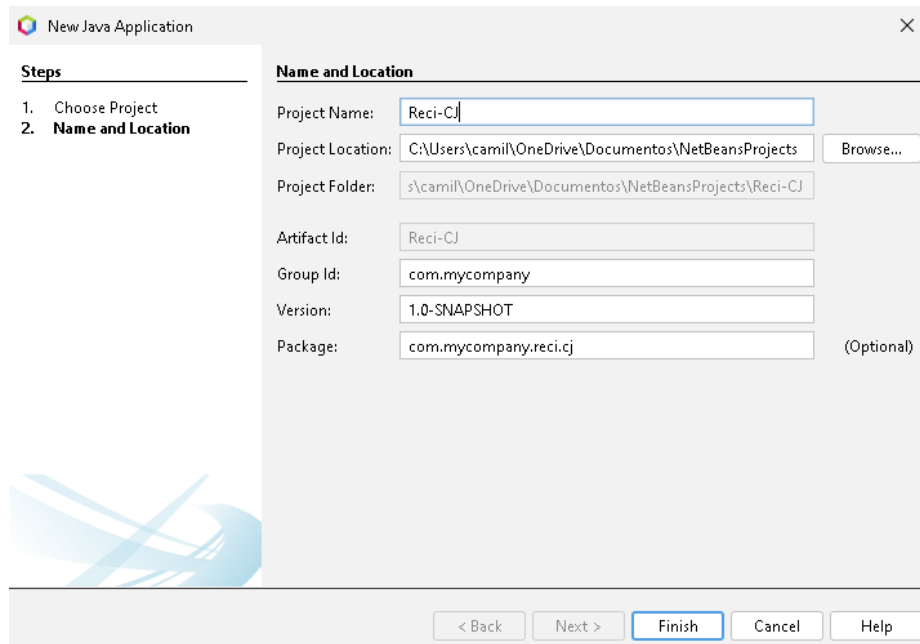 New Java Application
Steps
1. Choose Project
2. Name and Location
Name and Location
Project Name: Reci-CJ
Project Location: C:\Users\camil\OneDrive\Documentos\NetBeansProjects Browse...
Project Folder: s\camil\OneDrive\Documentos\NetBeansProjects\Reci-CJ
Artifact Id: Reci-CJ
Group Id: com.mycompany
Version: 1.0-SNAPSHOT
Package: com.mycompany.reci.cj (Optional)
< Back Next > Finish Cancel Help